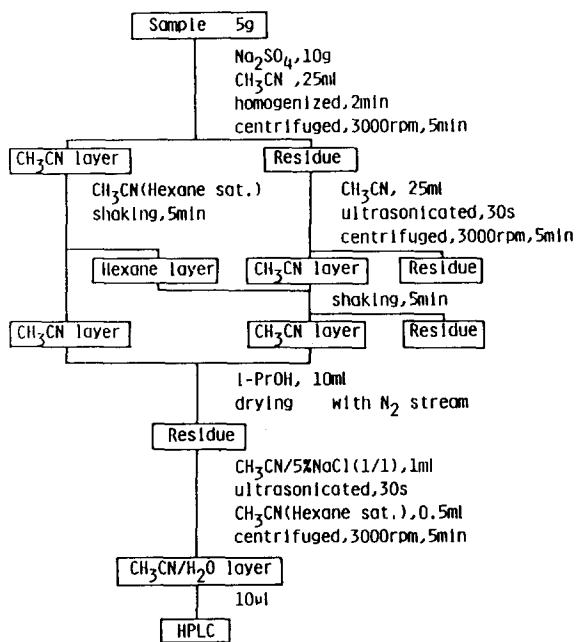 Sample 5g
Na2SO4,10g
CH3CN ,25ml
homogenized,2min
centrifuged,3000rpm,5min
CH3CN layer
Residue
CH3CN(Hexane sat.)
shaking,5min
CH3CN, 25ml
ultrasonicated,30s
centrifuged,3000rpm,5min
Hexane layer
CH3CN layer
Residue
shaking,5min
CH3CN layer
CH3CN layer
Residue
i-PrOH, 10ml
drying with N2 stream
Residue
CH3CN/5%NaCl(1/1),1ml
ultrasonicated,30s
CH3CN(Hexane sat.),0.5ml
centrifuged,3000rpm,5min
CH3CN/H2O layer
10ul
HPLC